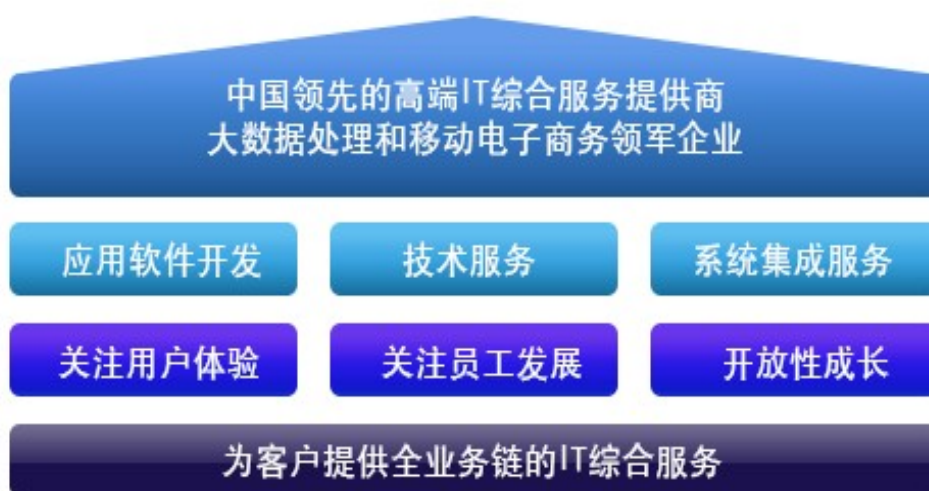 中国领先的高端IT综合服务提供商
大数据处理和移动电子商务领军企业
应用软件开发
技术服务
系统集成服务
关注用户体验
关注员工发展
开放性成长
为客户提供全业务链的IT综合服务